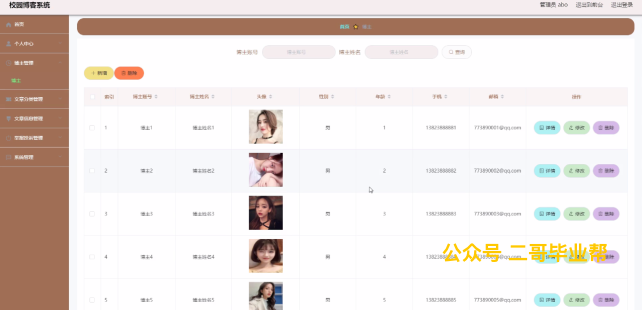 校园博客系统
管理员 abo 退出到前台 退出登录
首页
个人中心
博主管理
博主
文章分类管理
文章信息管理
举报信息管理
系统管理
首页 博主
博主账号 博主账号 博主姓名 博主姓名 查询
新增 删除
索引 博主账号 博主姓名 头像 性别 年龄 手机 邮箱 操作
1 博主1 博主姓名1 男 1 13823888881 773890001@qq.com 详情 修改 删除
2 博主2 博主姓名2 男 2 13823888882 773890002@qq.com 详情 修改 删除
3 博主3 博主姓名3 男 3 13823888883 773890003@qq.com 详情 修改 删除
4 博主4 博主姓名4 男 4 13823888884 773890004@qq.com 详情 修改 删除
公众号 二哥毕业帮
5 博主5 博主姓名5 男 5 13823888885 773890005@qq.com 详情 修改 删除